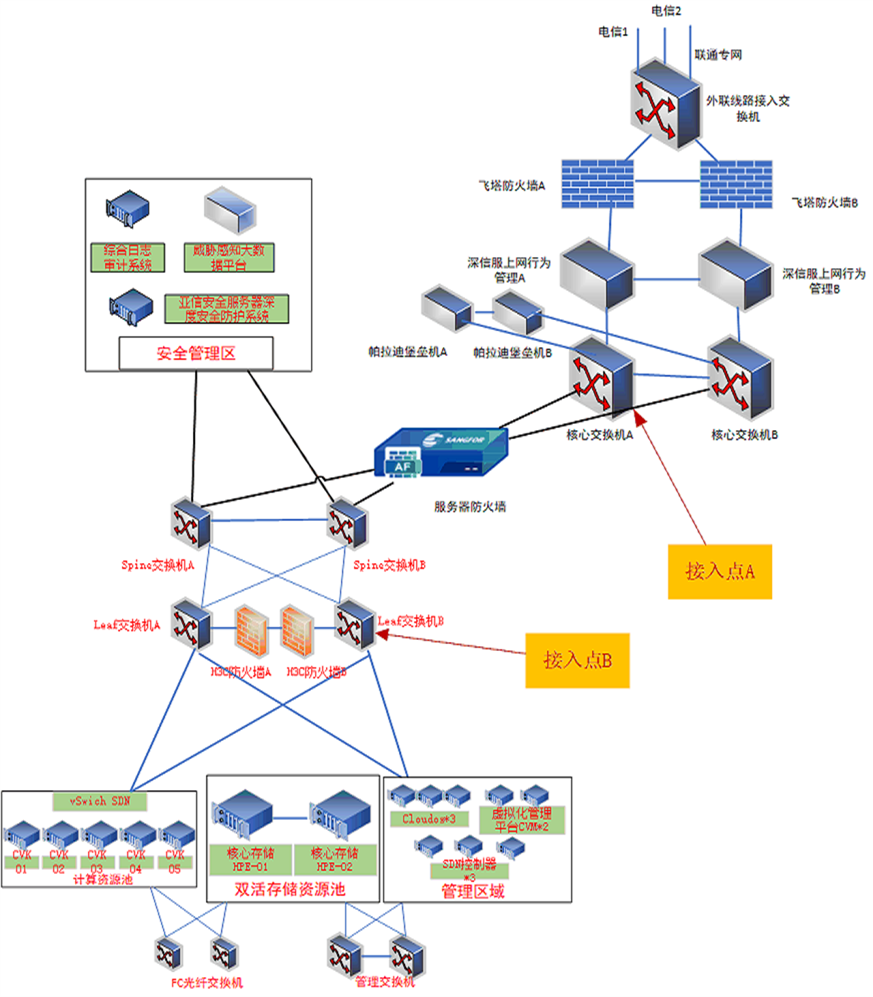 电信2
电信1
联通专网
外联线路接入交
换机
飞塔防火墙A
飞塔防火墙B
深信服上网行为
管理A
深信服上网行为
管理B
帕拉迪堡垒机A
帕拉迪堡垒机B
核心交换机A
核心交换机B
综合日志
审计系统
威胁感知大数
据平台
亚信安全服务器深
度安全防护系统
安全管理区
SANGFOR
AF
服务器防火墙
Spine交换机A
Spine交换机B
接入点A
Leaf交换机A
Leaf交换机B
H3C防火墙A
H3C防火墙B
接入点B
vSwich SDN
CVK
01
CVK
02
CVK
03
CVK
04
CVK
05
计算资源池
核心存储
HPE-01
核心存储
HPE-02
双活存储资源池
Cloudos*3
虚拟化管理
平台CVM*2
SDN控制器
*3
管理区域
FC光纤交换机
管理交换机